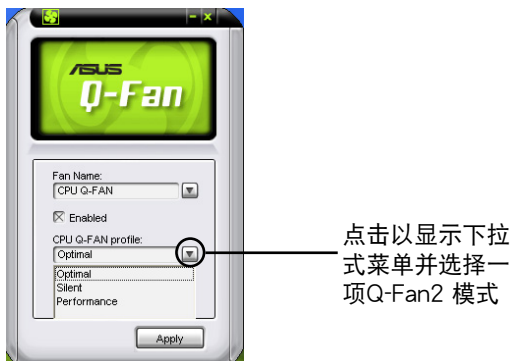 ASUS
Q-Fan
Fan Name:
CPU Q-FAN
Enabled
CPU Q-FAN profile:
Optimal
Optimal
Silent
Performance
Apply
点击以显示下拉
式菜单并选择一
项Q-Fan2 模式